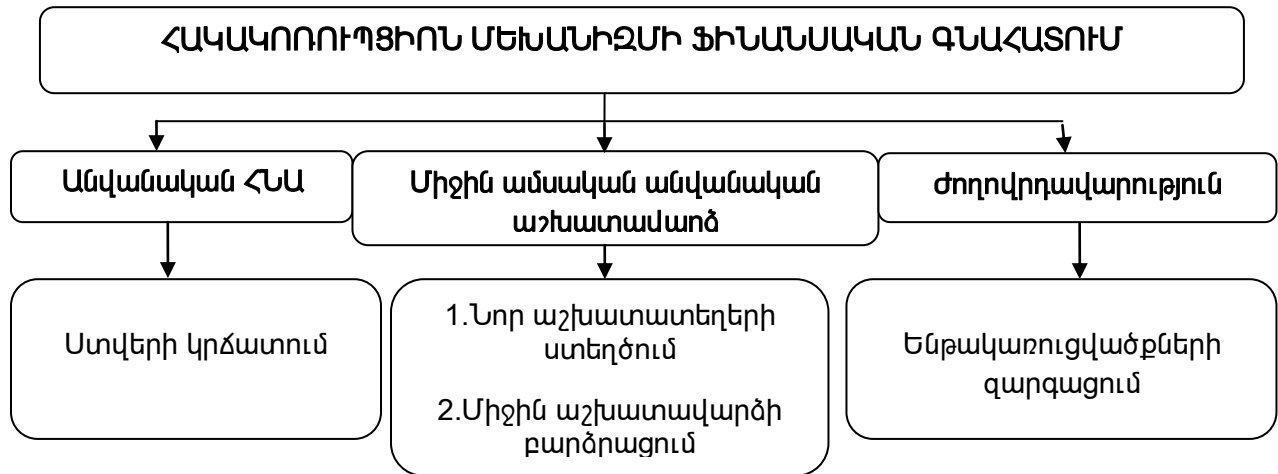 ՀԱԿԱԿՈՌՈՒՊՑԻՈՆ ՄԵԽԱՆԻԶՄԻ ՖԻՆԱՆՍԱԿԱՆ ԳՆԱՀԱՏՈՒՄ
Անվանական ՀՆԱ
Միջին ամսական անվանական
աշխատավարձ
Ժողովրդավարություն
Ստվերի կրճատում
1.Նոր աշխատատեղերի
ստեղծում
2.Միջին աշխատավարձի
բարձրացում
Ենթակառուցվածքների
զարգացում